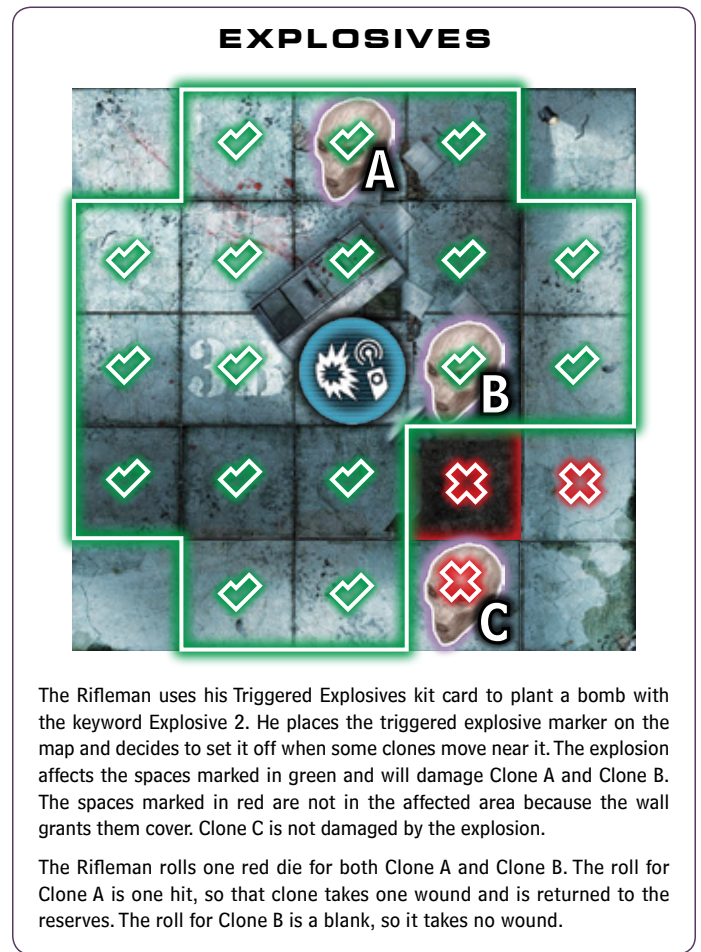 EXPLOSIVES
A
3B
B
C
The Rifleman uses his Triggered Explosives kit card to plant a bomb with
the keyword Explosive 2. He places the triggered explosive marker on the
map and decides to set it off when some clones move near it. The explosion
affects the spaces marked in green and will damage Clone A and Clone B.
The spaces marked in red are not in the affected area because the wall
grants them cover. Clone C is not damaged by the explosion.
The Rifleman rolls one red die for both Clone A and Clone B. The roll for
Clone A is one hit, so that clone takes one wound and is returned to the
reserves. The roll for Clone B is a blank, so it takes no wound.